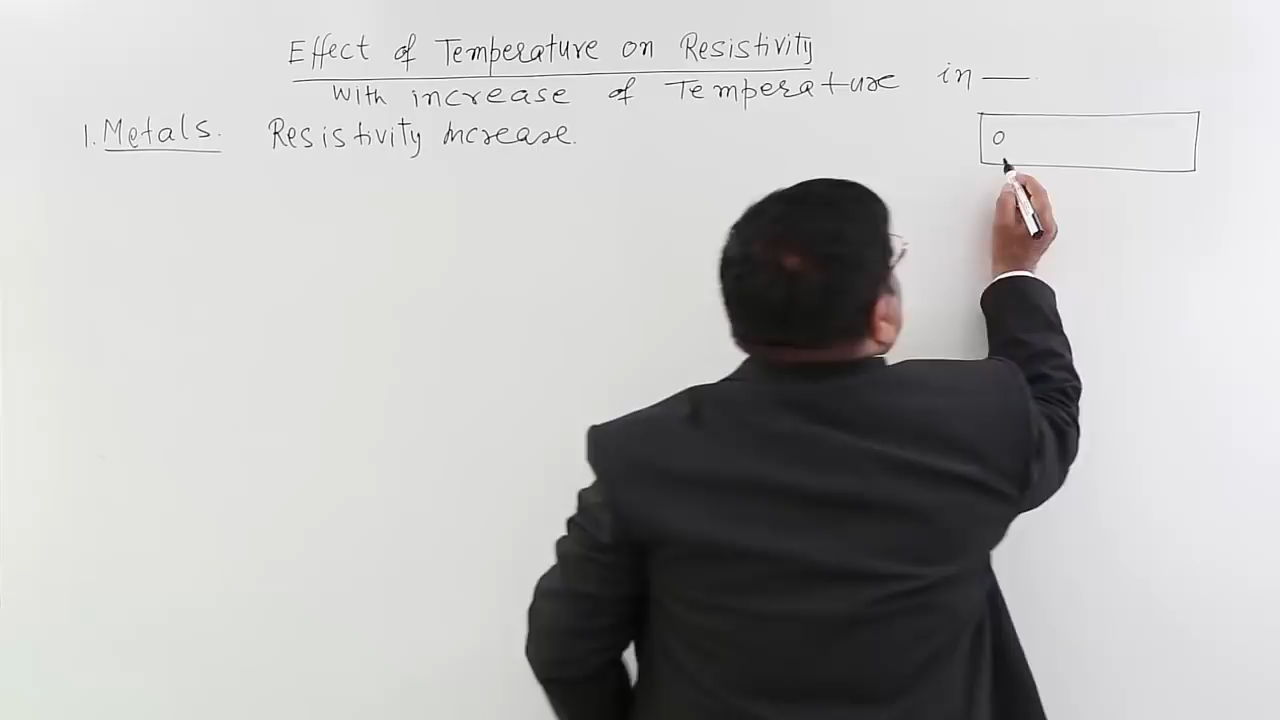 Effect of Temperature on Resistivity
With increase of Temperature in —
1. Metals. Resistivity Increase.